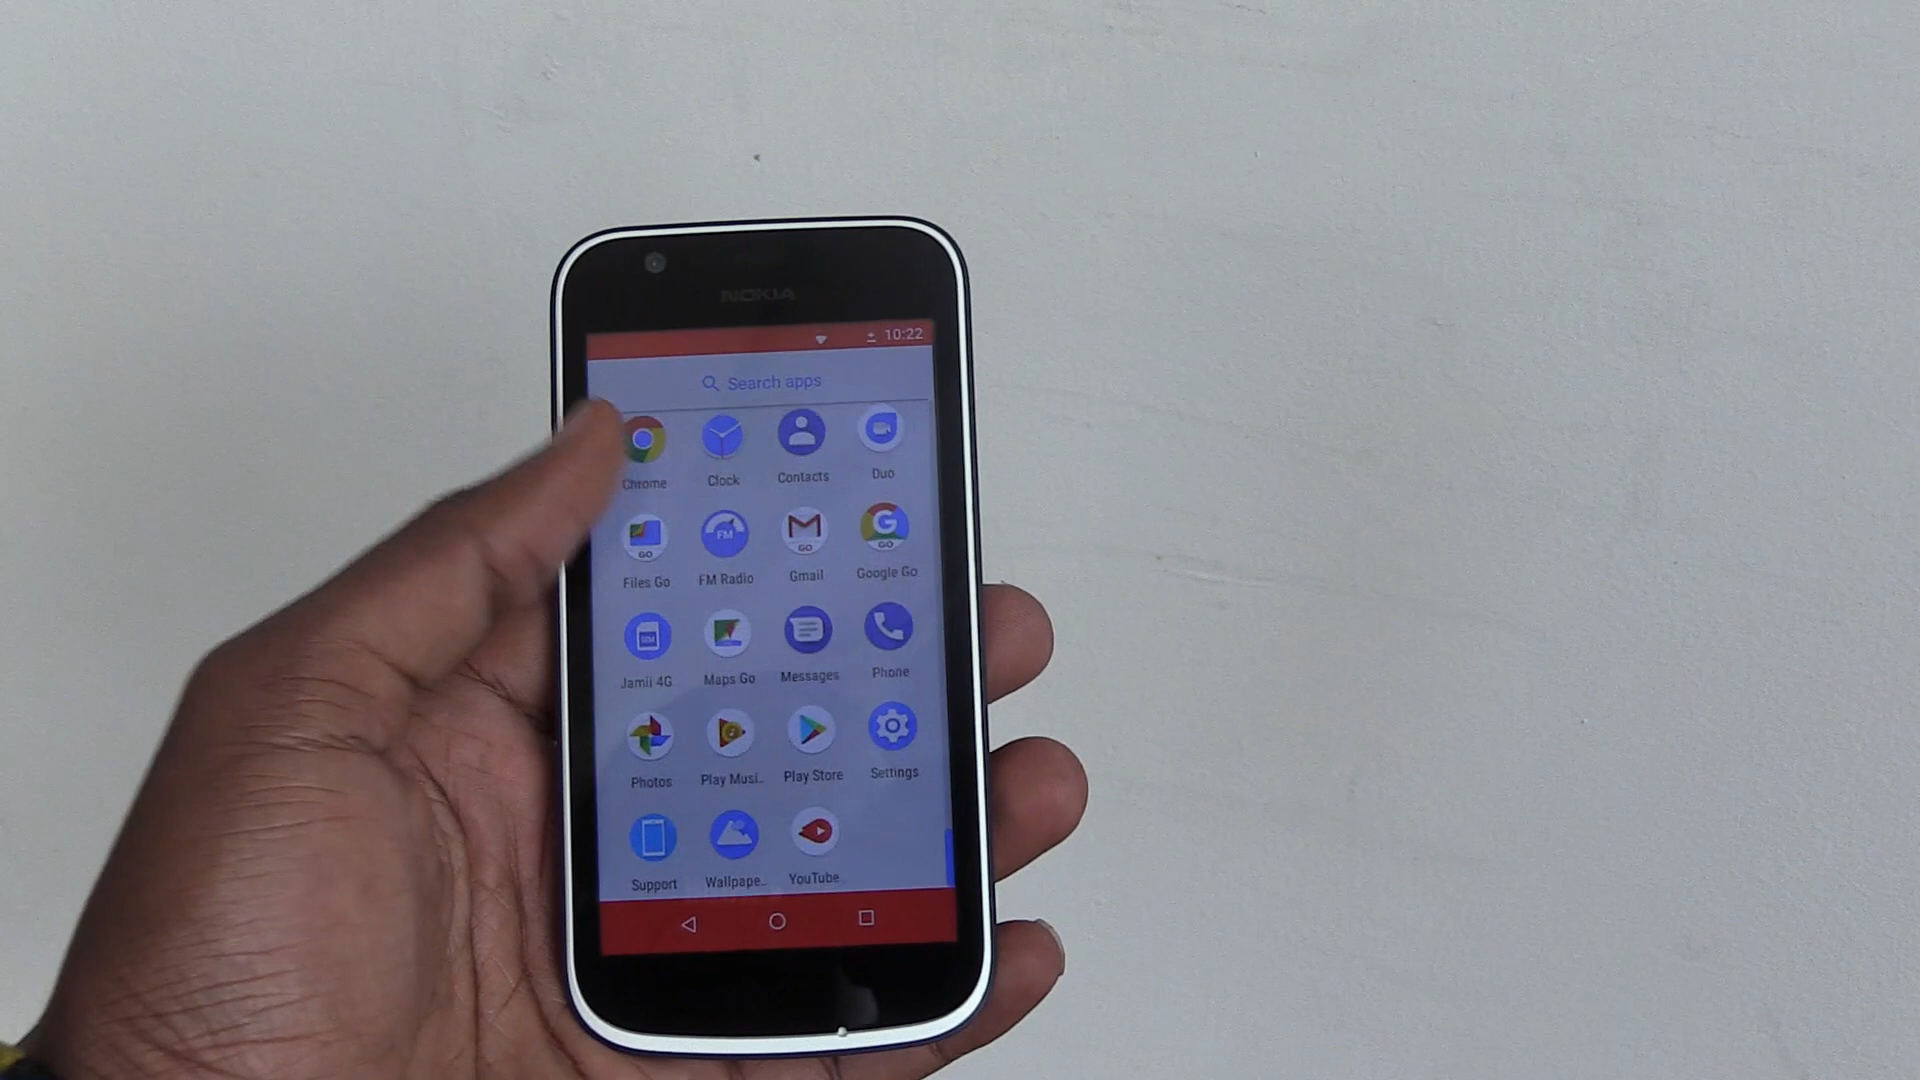 NOKIA
10:22
Search apps
Chrome Clock Contacts Duo
GO FM GO G GO
Files Go FM Radio Gmail Google Go
SIM
Jamii 4G Maps Go Messages Phone
Photos Play Musi.. Play Store Settings
Support Wallpape.. YouTube